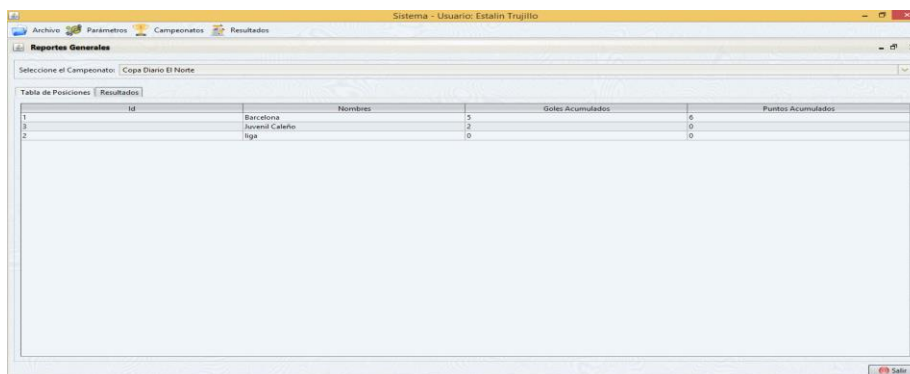 Sistema - Usuario: Estalin Trujillo
Archivo Parámetros Campeonatos Resultados
Reportes Generales
Seleccione el Campeonato: Copa Diario El Norte
Tabla de Posiciones Resultados
Id Nombres Goles Acumulados Puntos Acumulados
1 Barcelona 5 6
3 Juvenil Caleño 2 0
2 liga 0 0
Salir